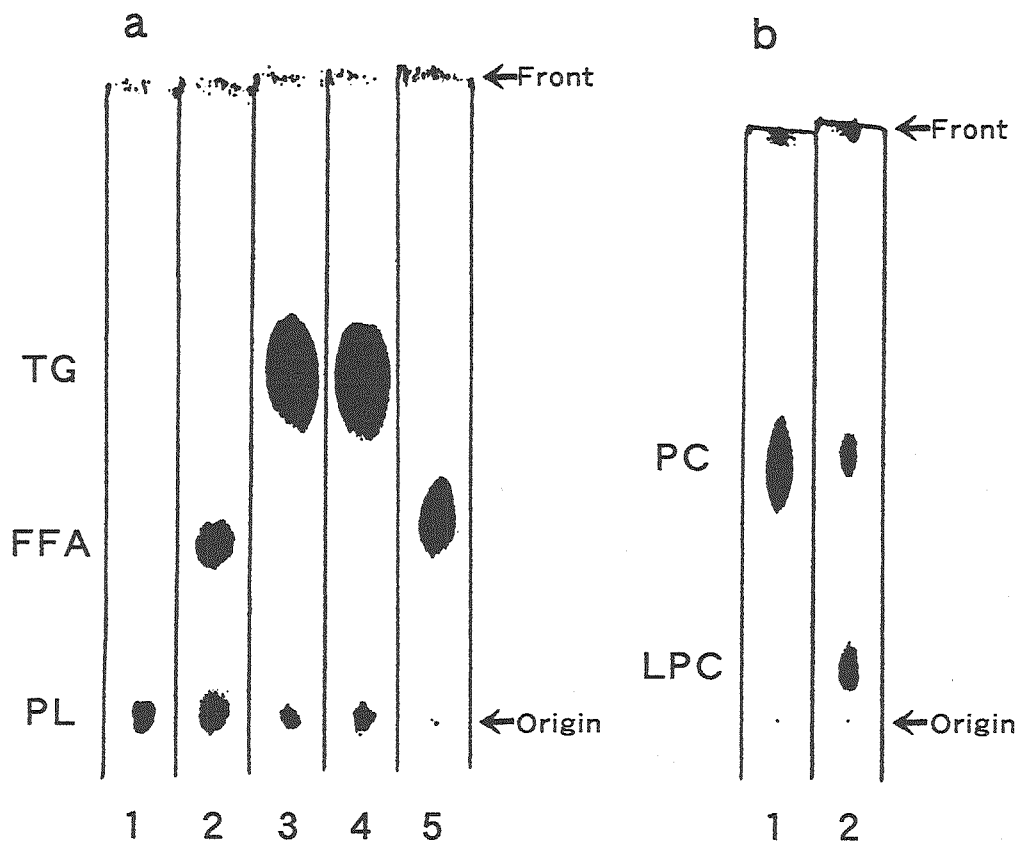 a
b
←Front
←Front
TG
PC
FFA
LPC
PL
←Origin
←Origin
1 2 3 4 5
1 2